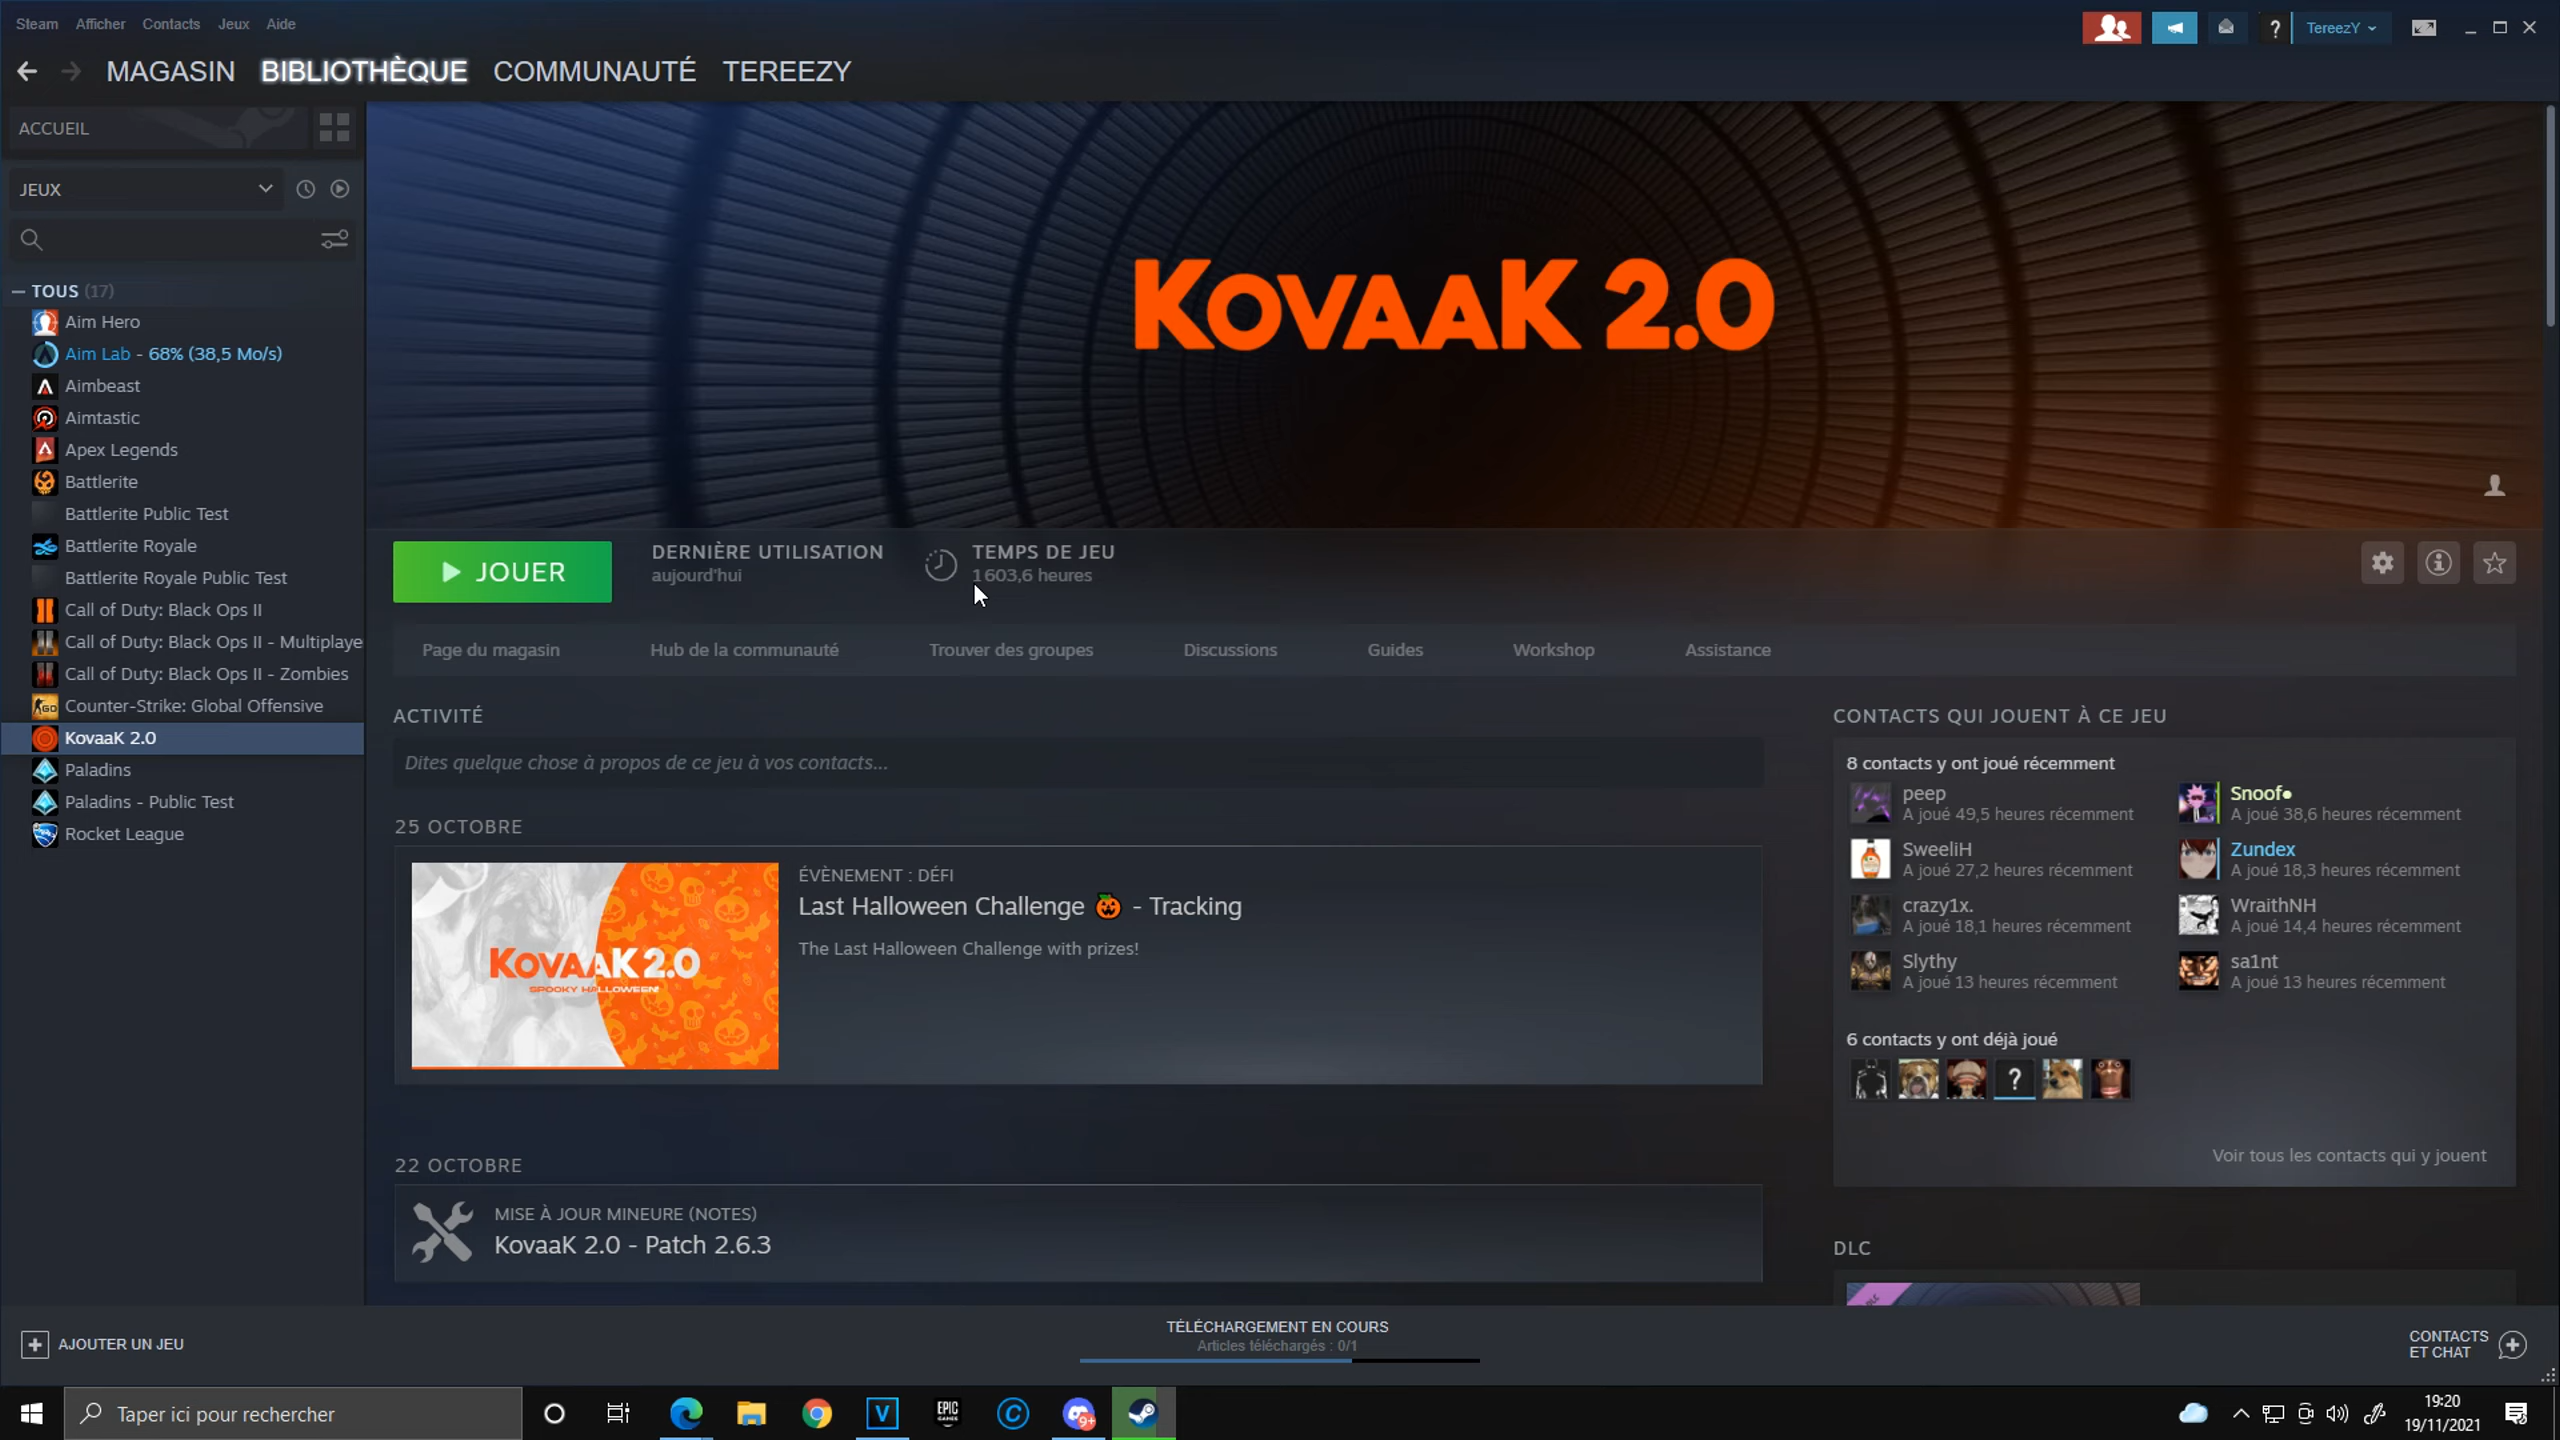 Steam Afficher Contacts Jeux Aide
TereezY
MAGASIN BIBLIOTHÈQUE COMMUNAUTÉ TEREEZY
ACCUEIL
JEUX
TOUS (17)
Aim Hero
Aim Lab - 68% (38,5 Mo/s)
Aimbeast
Aimtastic
Apex Legends
Battlerite
Battlerite Public Test
Battlerite Royale
Battlerite Royale Public Test
Call of Duty: Black Ops II
Call of Duty: Black Ops II - Multiplaye
Call of Duty: Black Ops II - Zombies
Counter-Strike: Global Offensive
KovaaK 2.0
Paladins
Paladins - Public Test
Rocket League
KOVAAK 2.0
JOUER
DERNIÈRE UTILISATION
aujourd'hui
TEMPS DE JEU
1 603,6 heures
Page du magasin Hub de la communauté Trouver des groupes Discussions Guides Workshop Assistance
ACTIVITÉ
Dites quelque chose à propos de ce jeu à vos contacts...
25 OCTOBRE
KOVAAK 2.0
SPOOKY HALLOWEEN!
ÉVÈNEMENT : DÉFI
Last Halloween Challenge 🎃 - Tracking
The Last Halloween Challenge with prizes!
22 OCTOBRE
MISE À JOUR MINEURE (NOTES)
KovaaK 2.0 - Patch 2.6.3
CONTACTS QUI JOUENT À CE JEU
8 contacts y ont joué récemment
peep
A joué 49,5 heures récemment
Snoof●
A joué 38,6 heures récemment
SweeliH
A joué 27,2 heures récemment
Zundex
A joué 18,3 heures récemment
crazy1x.
A joué 18,1 heures récemment
WraithNH
A joué 14,4 heures récemment
Slythy
A joué 13 heures récemment
sa1nt
A joué 13 heures récemment
6 contacts y ont déjà joué
?
Voir tous les contacts qui y jouent
DLC
AJOUTER UN JEU
TÉLÉCHARGEMENT EN COURS
Articles téléchargés : 0/1
CONTACTS
ET CHAT
Taper ici pour rechercher
V
EPIC
GAMES
9+
19:20
19/11/2021